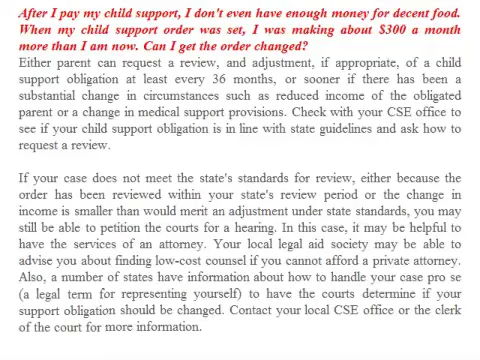 After I pay my child support, I don't even have enough money for decent food.
When my child support order was set, I was making about $300 a month
more than I am now. Can I get the order changed?
Either parent can request a review, and adjustment, if appropriate, of a child
support obligation at least every 36 months, or sooner if there has been a
substantial change in circumstances such as reduced income of the obligated
parent or a change in medical support provisions. Check with your CSE office to
see if your child support obligation is in line with state guidelines and ask how to
request a review.
If your case does not meet the state's standards for review, either because the
order has been reviewed within your state's review period or the change in
income is smaller than would merit an adjustment under state standards, you may
still be able to petition the courts for a hearing. In this case, it may be helpful to
have the services of an attorney. Your local legal aid society may be able to
advise you about finding low-cost counsel if you cannot afford a private attorney.
Also, a number of states have information about how to handle your case pro se
(a legal term for representing yourself) to have the courts determine if your
support obligation should be changed. Contact your local CSE office or the clerk
of the court for more information.